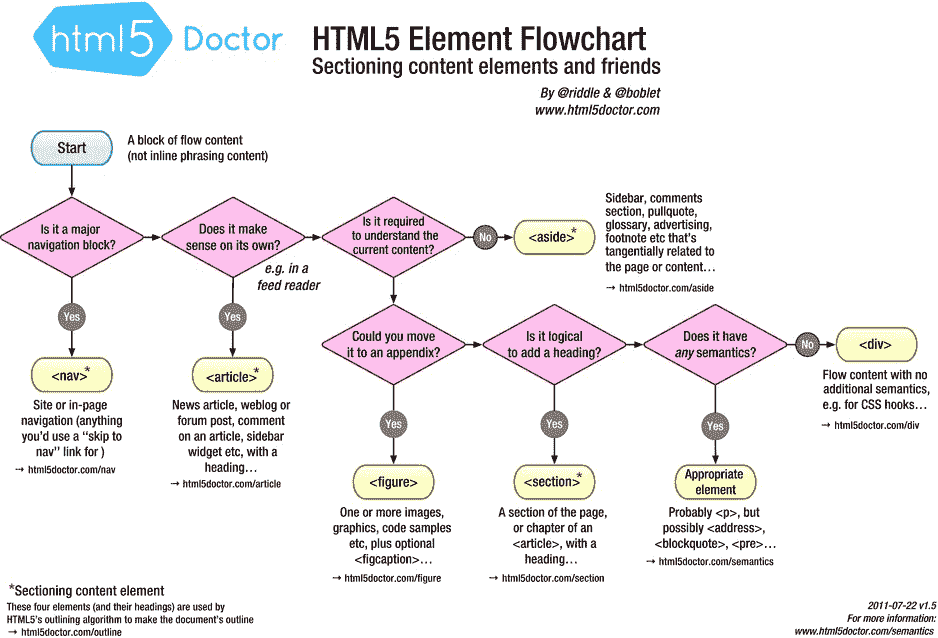 html5 Doctor
HTML5 Element Flowchart
Sectioning content elements and friends
By @riddle & @boblet
www.html5doctor.com
Start
A block of flow content
(not inline phrasing content)
Is it a major
navigation block?
Does it make
sense on its own?
e.g. in a
feed reader
Is it required
to understand the
current content?
No
<aside>*
Sidebar, comments
section, pullquote,
glossary, advertising,
footnote etc that's
tangentially related to
the page or content…
→ html5doctor.com/aside
Yes
<nav>*
Site or in-page
navigation (anything
you'd use a “skip to
nav” link for )
→ html5doctor.com/nav
Yes
<article>*
News article, weblog or
forum post, comment
on an article, sidebar
widget etc, with a
heading…
→ html5doctor.com/article
Could you move
it to an appendix?
Is it logical
to add a heading?
Does it have
any semantics?
No
<div>
Flow content with no
additional semantics,
e.g. for CSS hooks…
→ html5doctor.com/div
Yes
<figure>
One or more images,
graphics, code samples
etc, plus optional
<figcaption>…
→ html5doctor.com/figure
Yes
<section>*
A section of the page,
or chapter of an
<article>, with a
heading…
→ html5doctor.com/section
Yes
Appropriate
element
Probably <p>, but
possibly <address>,
<blockquote>, <pre>…
→ html5doctor.com/semantics
*Sectioning content element
These four elements (and their headings) are used by
HTML5's outlining algorithm to make the document's outline
→ html5doctor.com/outline
2011-07-22 v1.5
For more information:
www.html5doctor.com/semantics